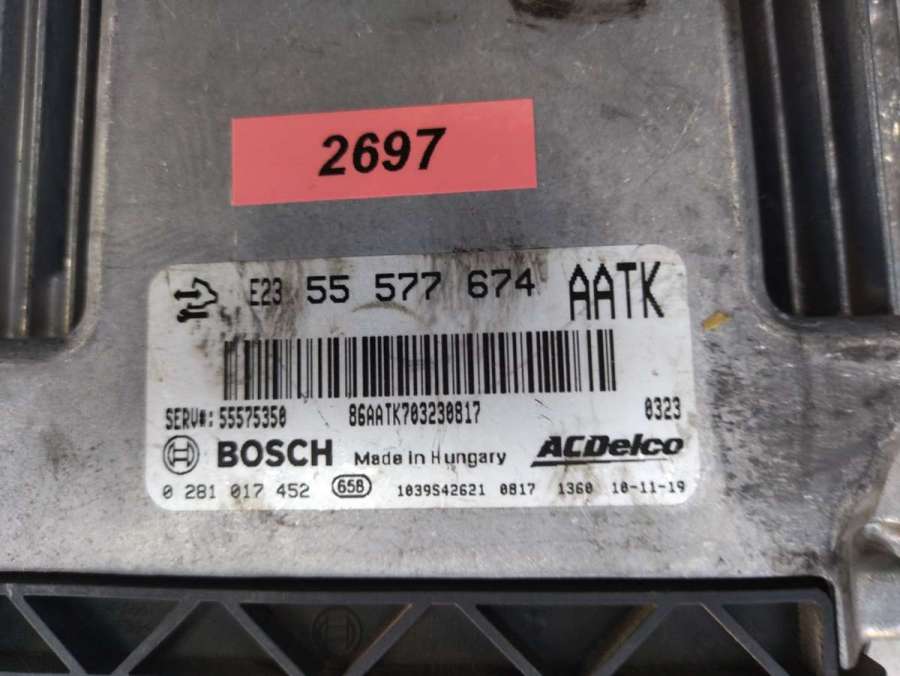 2697
E23 55 577 674 AATK
SERV#: 55575350 86AATK703230817 0323
BOSCH Made in Hungary ACDelco
0 281 017 452 658 1039S42621 0817 1360 10-11-19